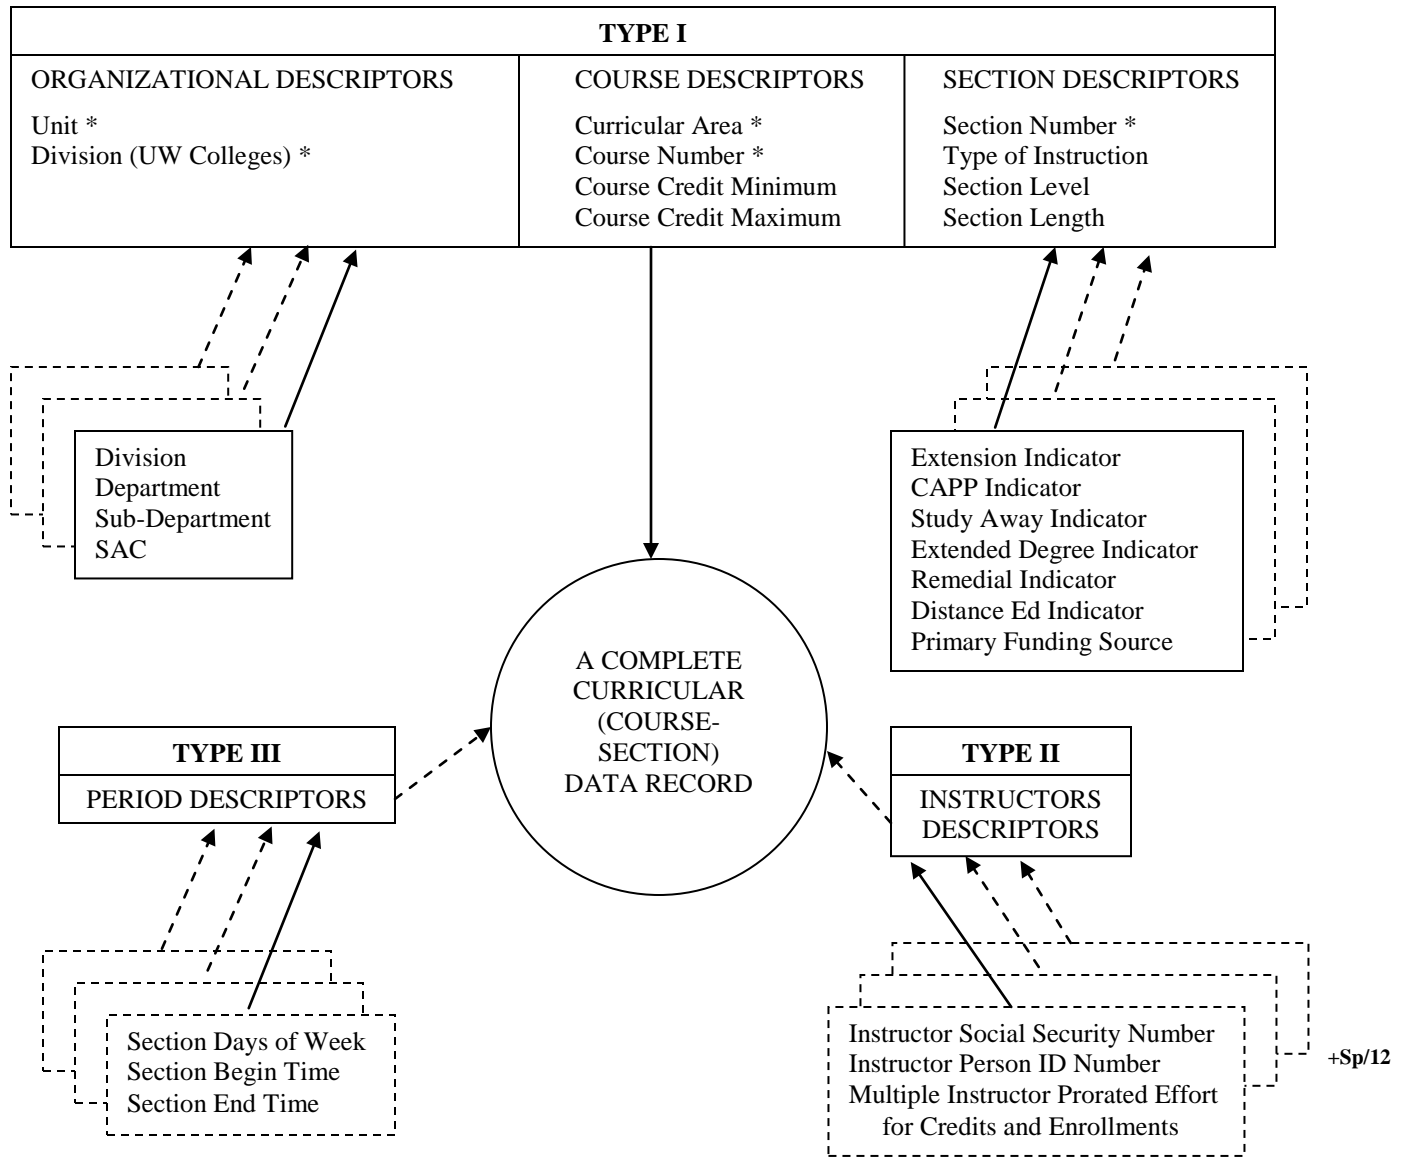 TYPE I
ORGANIZATIONAL DESCRIPTORS
Unit *
Division (UW Colleges) *
COURSE DESCRIPTORS
Curricular Area *
Course Number *
Course Credit Minimum
Course Credit Maximum
SECTION DESCRIPTORS
Section Number *
Type of Instruction
Section Level
Section Length
Division
Department
Sub-Department
SAC
Extension Indicator
CAPP Indicator
Study Away Indicator
Extended Degree Indicator
Remedial Indicator
Distance Ed Indicator
Primary Funding Source
A COMPLETE
CURRICULAR
(COURSE-
SECTION)
DATA RECORD
TYPE III
PERIOD DESCRIPTORS
TYPE II
INSTRUCTORS
DESCRIPTORS
Section Days of Week
Section Begin Time
Section End Time
Instructor Social Security Number
Instructor Person ID Number
Multiple Instructor Prorated Effort
for Credits and Enrollments
+Sp/12